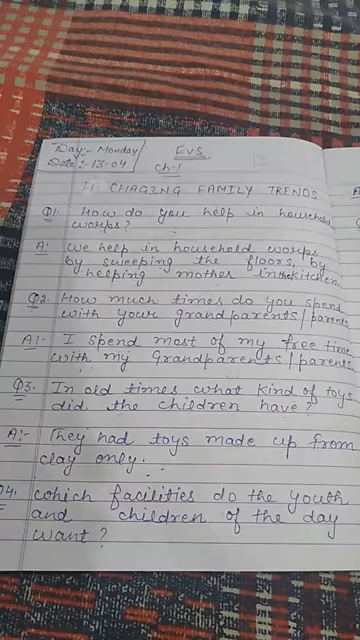 Day:- Monday
Date:- 13-04
EVS
Ch-1
CHAGING FAMILY TRENDS
Q1. How do you help in household
worps?
A:- We help in household worps
by sweeping the floors, by
helping mother in the kitchen
Q2. How much times do you spend
with your grandparents/parents
A:- I spend most of my free time
with my Grandparents/parents.
Q3. In old times what kind of toys
did the children have?
A:- They had toys made up from
clay only.
04. which facilities do the youth
and children of the day
want?